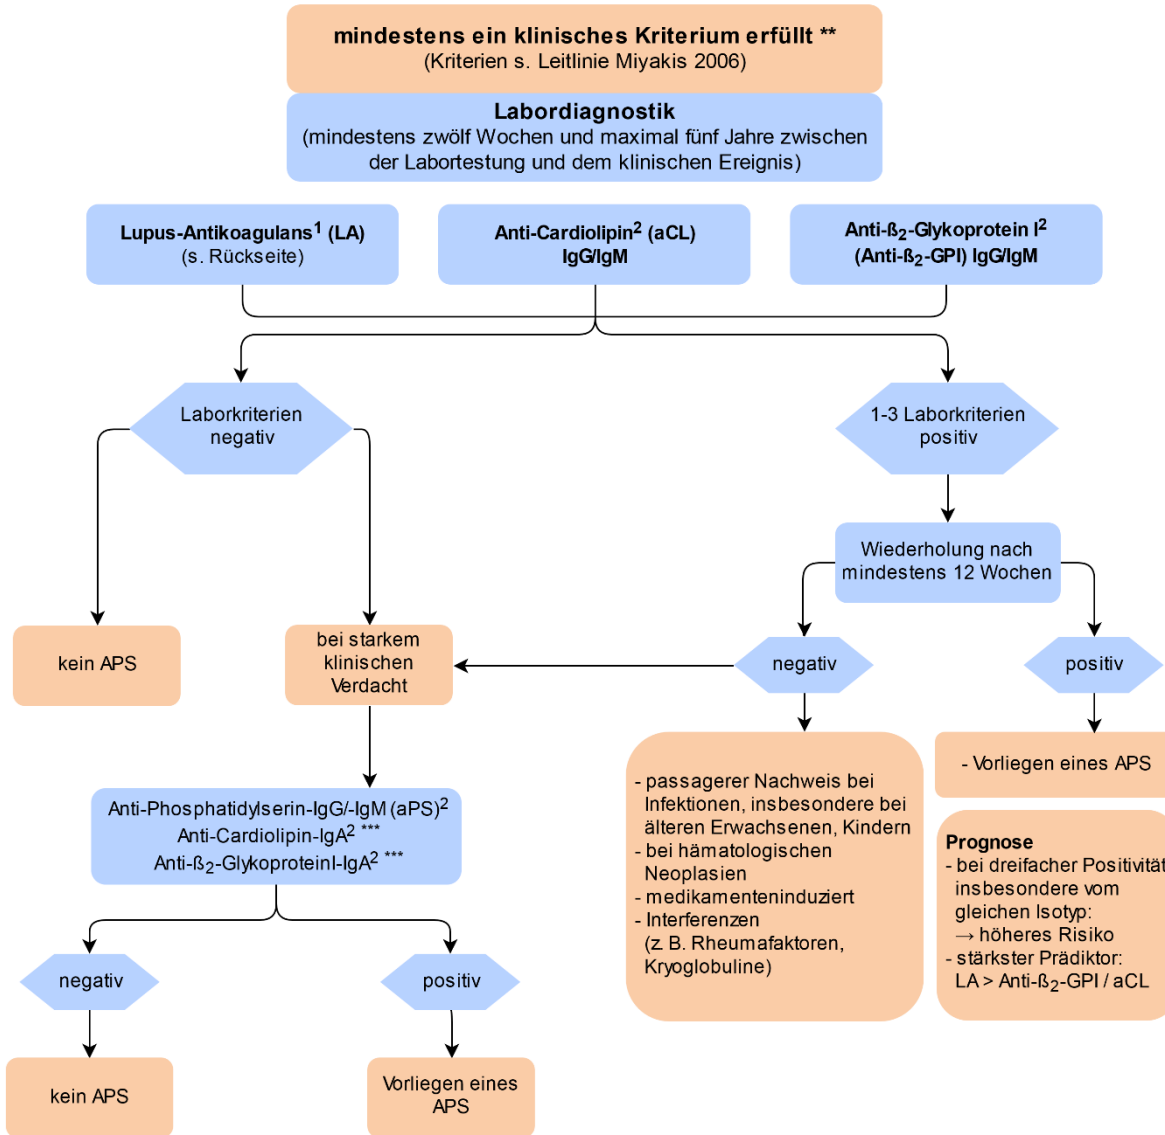 mindestens ein klinisches Kriterium erfüllt **
(Kriterien s. Leitlinie Miyakis 2006)
Labordiagnostik
(mindestens zwölf Wochen und maximal fünf Jahre zwischen
der Labortestung und dem klinischen Ereignis)
Lupus-Antikoagulans¹ (LA)
(s. Rückseite)
Anti-Cardiolipin² (aCL)
IgG/IgM
Anti-ß₂-Glykoprotein I²
(Anti-ß₂-GPI) IgG/IgM
Laborkriterien
negativ
1-3 Laborkriterien
positiv
Wiederholung nach
mindestens 12 Wochen
kein APS
bei starkem
klinischen
Verdacht
negativ
positiv
- passagerer Nachweis bei
Infektionen, insbesondere bei
älteren Erwachsenen, Kindern
- bei hämatologischen
Neoplasien
- medikamenteninduziert
- Interferenzen
(z. B. Rheumafaktoren,
Kryoglobuline)
- Vorliegen eines APS
Prognose
- bei dreifacher Positivität
insbesondere vom
gleichen Isotyp:
→ höheres Risiko
- stärkster Prädiktor:
LA > Anti-ß₂-GPI / aCL
Anti-Phosphatidylserin-IgG/-IgM (aPS)²
Anti-Cardiolipin-IgA² ***
Anti-ß₂-GlykoproteinI-IgA² ***
negativ
positiv
kein APS
Vorliegen eines
APS